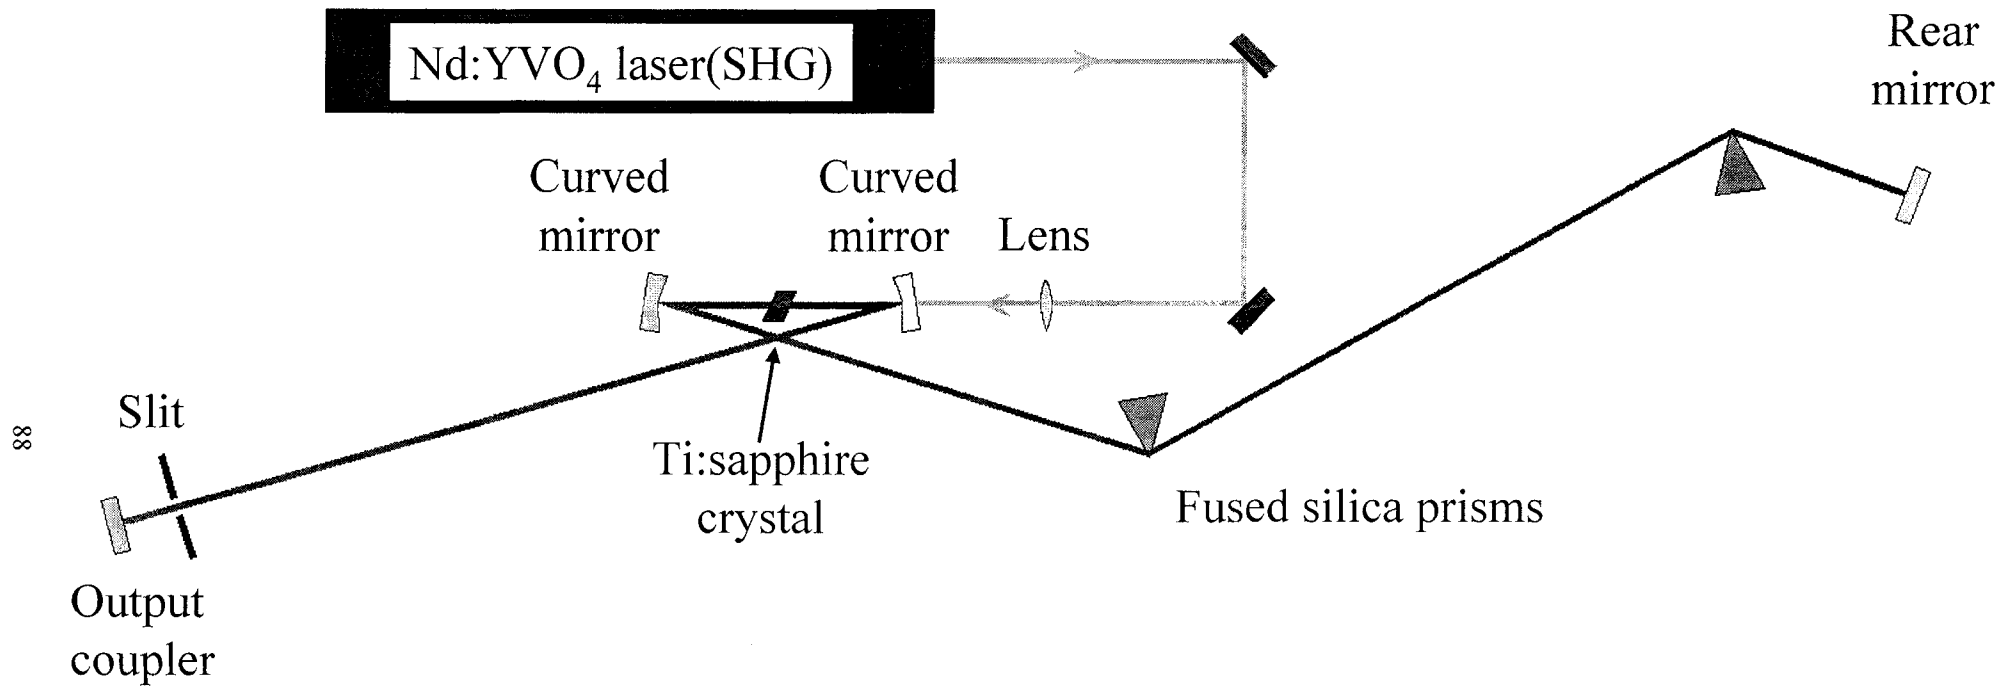 Nd:YVO₄ laser(SHG)
Rear
mirror
Curved
mirror
Curved
mirror
Lens
Slit
Ti:sapphire
crystal
Fused silica prisms
Output
coupler
88